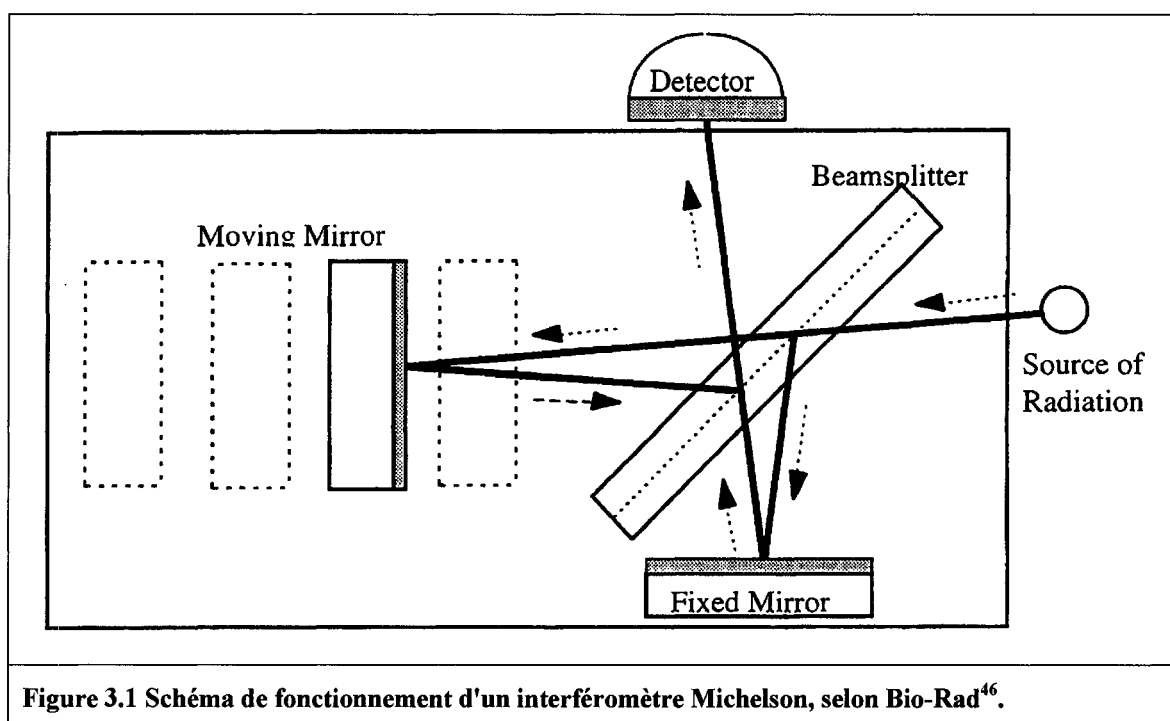 Detector
Beamsplitter
Moving Mirror
Source of
Radiation
Fixed Mirror
Figure 3.1 Schéma de fonctionnement d'un interféromètre Michelson, selon Bio-Rad⁴⁶.